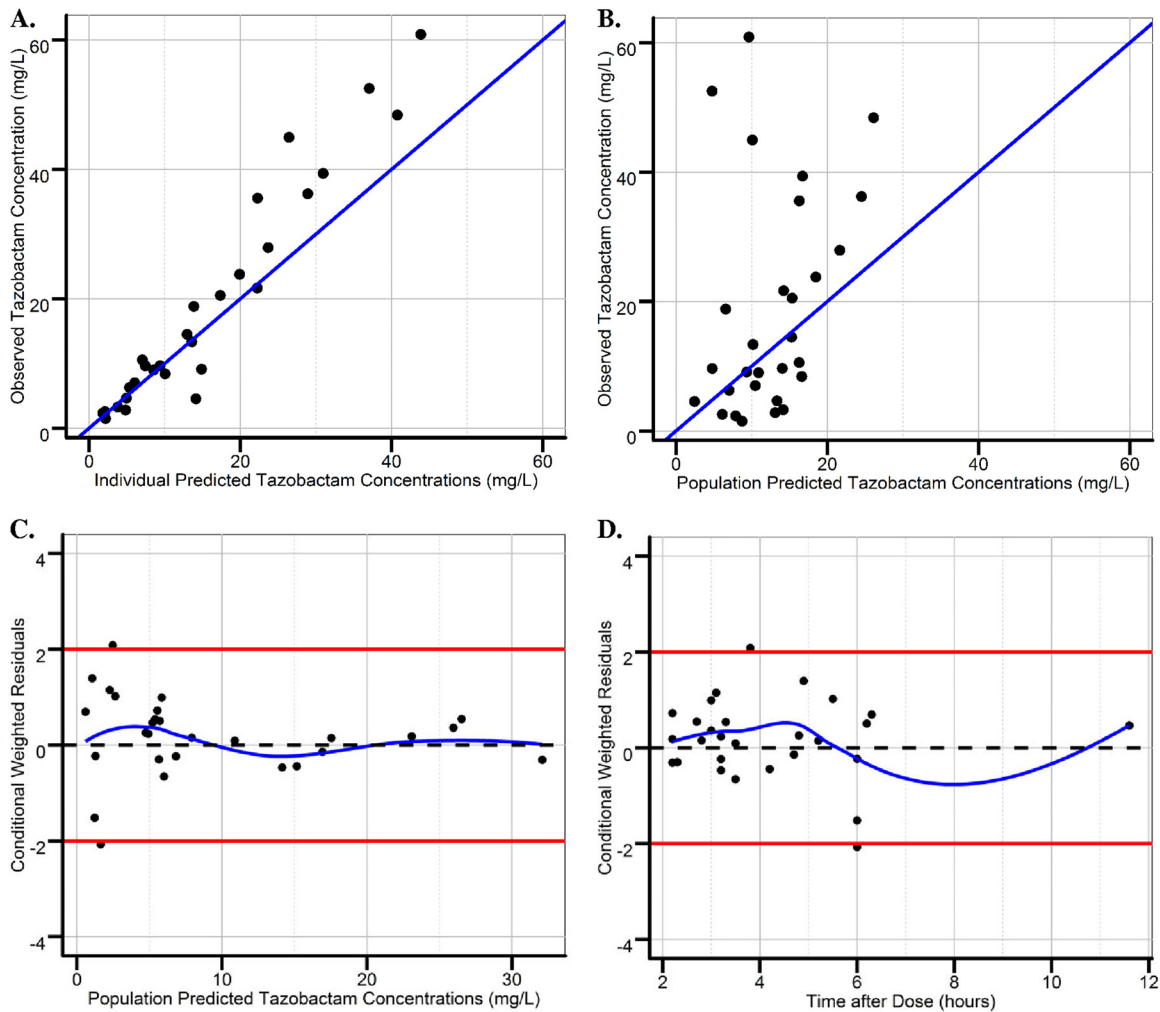 A.
Observed Tazobactam Concentration (mg/L)
60
40
20
0
0 20 40 60
Individual Predicted Tazobactam Concentrations (mg/L)
B.
Observed Tazobactam Concentration (mg/L)
60
40
20
0
0 20 40 60
Population Predicted Tazobactam Concentrations (mg/L)
C.
Conditional Weighted Residuals
4
2
0
-2
-4
0 10 20 30
Population Predicted Tazobactam Concentrations (mg/L)
D.
Conditional Weighted Residuals
4
2
0
-2
-4
2 4 6 8 10 12
Time after Dose (hours)